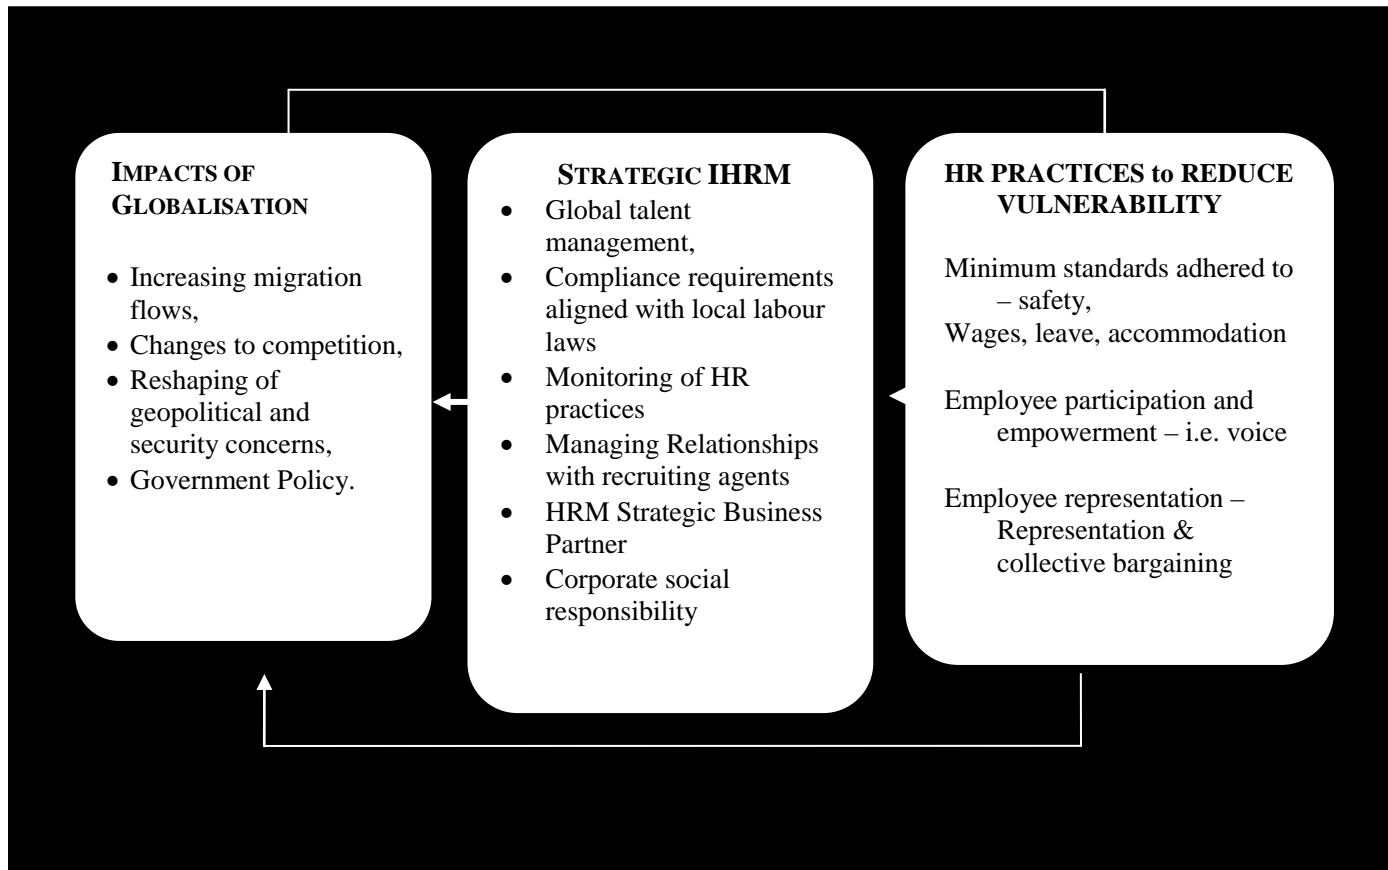 IMPACTS OF
GLOBALISATION
• Increasing migration
flows,
• Changes to competition,
• Reshaping of
geopolitical and
security concerns,
• Government Policy.
STRATEGIC IHRM
• Global talent
management,
• Compliance requirements
aligned with local labour
laws
• Monitoring of HR
practices
• Managing Relationships
with recruiting agents
• HRM Strategic Business
Partner
• Corporate social
responsibility
HR PRACTICES to REDUCE
VULNERABILITY
Minimum standards adhered to
– safety,
Wages, leave, accommodation
Employee participation and
empowerment – i.e. voice
Employee representation –
Representation &
collective bargaining